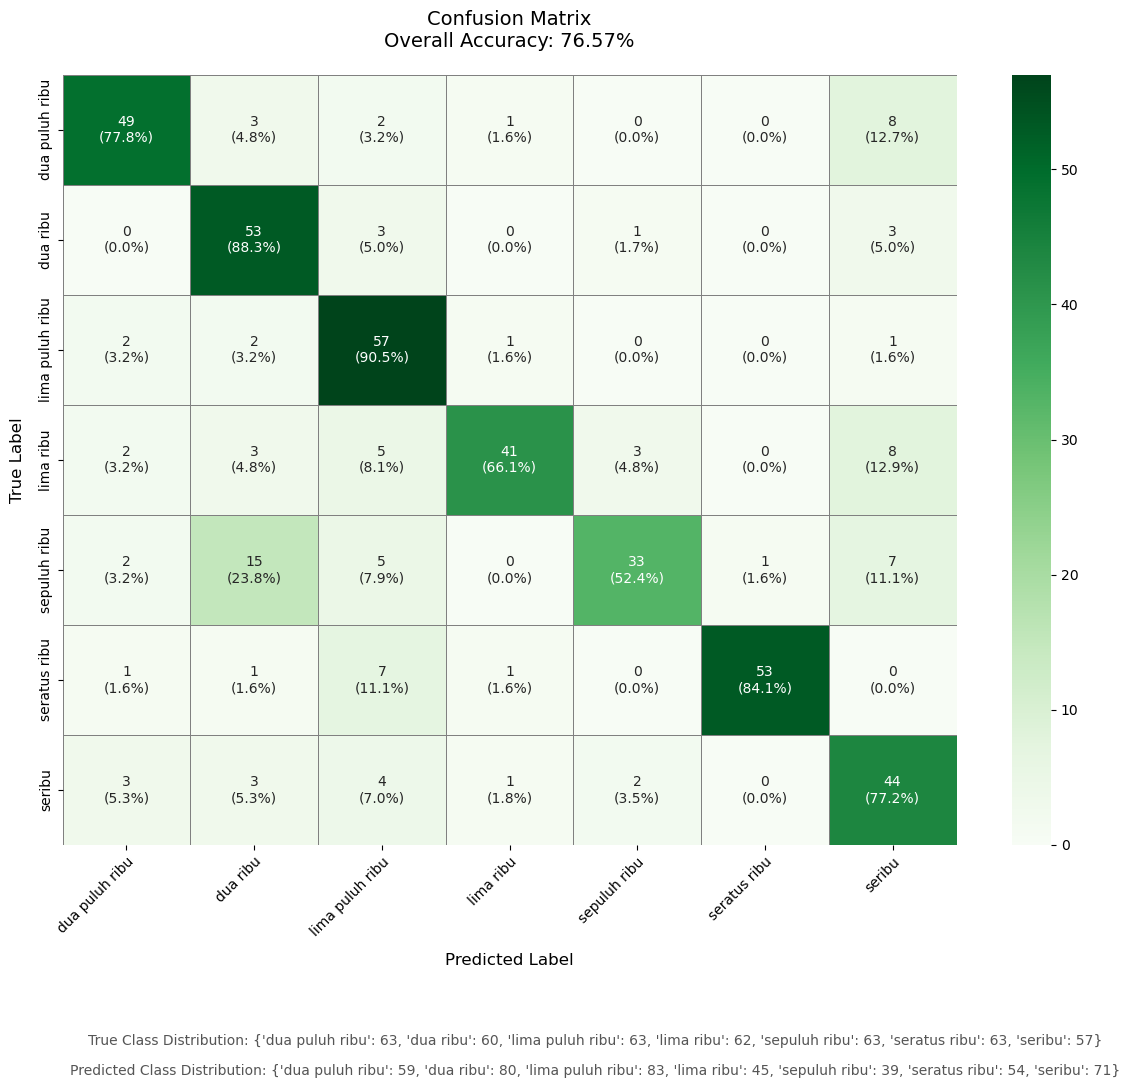 Confusion Matrix
Overall Accuracy: 76.57%
True Label
dua puluh ribu
49 3 2 1 0 0 8
(77.8%) (4.8%) (3.2%) (1.6%) (0.0%) (0.0%) (12.7%)
dua ribu
0 53 3 0 1 0 3
(0.0%) (88.3%) (5.0%) (0.0%) (1.7%) (0.0%) (5.0%)
lima puluh ribu
2 2 57 1 0 0 1
(3.2%) (3.2%) (90.5%) (1.6%) (0.0%) (0.0%) (1.6%)
lima ribu
2 3 5 41 3 0 8
(3.2%) (4.8%) (8.1%) (66.1%) (4.8%) (0.0%) (12.9%)
sepuluh ribu
2 15 5 0 33 1 7
(3.2%) (23.8%) (7.9%) (0.0%) (52.4%) (1.6%) (11.1%)
seratus ribu
1 1 7 1 0 53 0
(1.6%) (1.6%) (11.1%) (1.6%) (0.0%) (84.1%) (0.0%)
seribu
3 3 4 1 2 0 44
(5.3%) (5.3%) (7.0%) (1.8%) (3.5%) (0.0%) (77.2%)
50
40
30
20
10
0
dua puluh ribu dua ribu lima puluh ribu lima ribu sepuluh ribu seratus ribu seribu
Predicted Label
True Class Distribution: {'dua puluh ribu': 63, 'dua ribu': 60, 'lima puluh ribu': 63, 'lima ribu': 62, 'sepuluh ribu': 63, 'seratus ribu': 63, 'seribu': 57}
Predicted Class Distribution: {'dua puluh ribu': 59, 'dua ribu': 80, 'lima puluh ribu': 83, 'lima ribu': 45, 'sepuluh ribu': 39, 'seratus ribu': 54, 'seribu': 71}